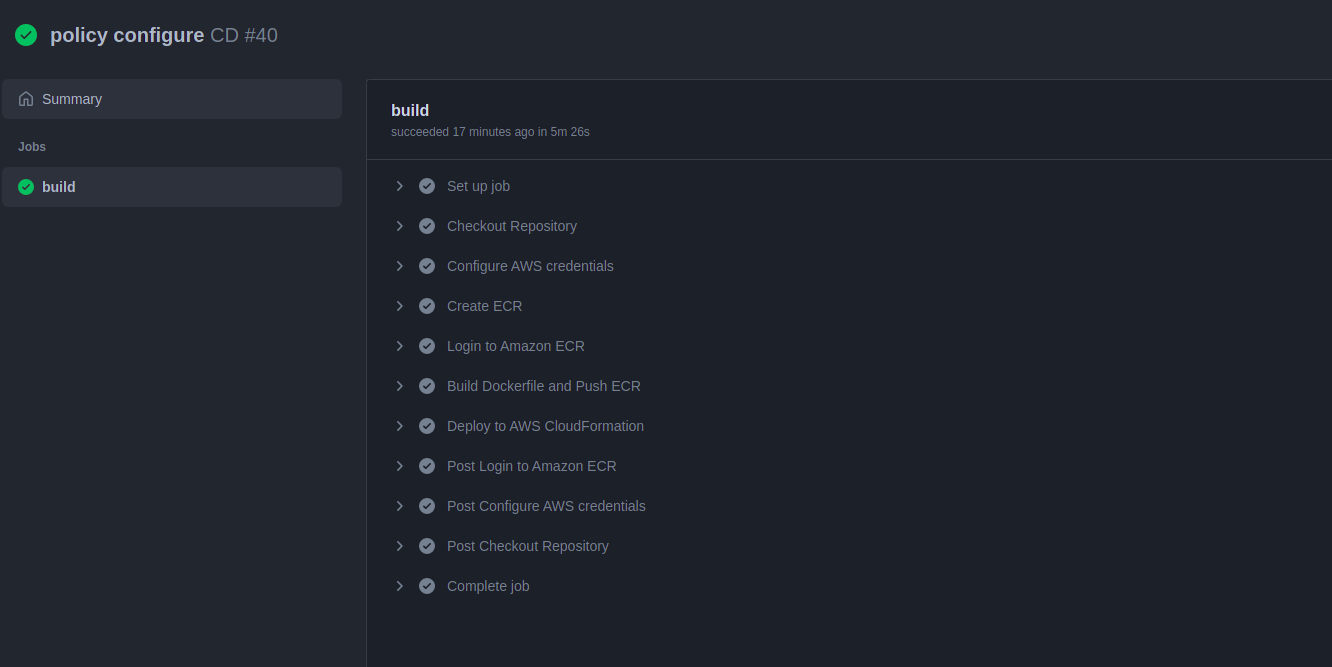 policy configure CD #40
Summary
Jobs
build
build
succeeded 17 minutes ago in 5m 26s
Set up job
Checkout Repository
Configure AWS credentials
Create ECR
Login to Amazon ECR
Build Dockerfile and Push ECR
Deploy to AWS CloudFormation
Post Login to Amazon ECR
Post Configure AWS credentials
Post Checkout Repository
Complete job